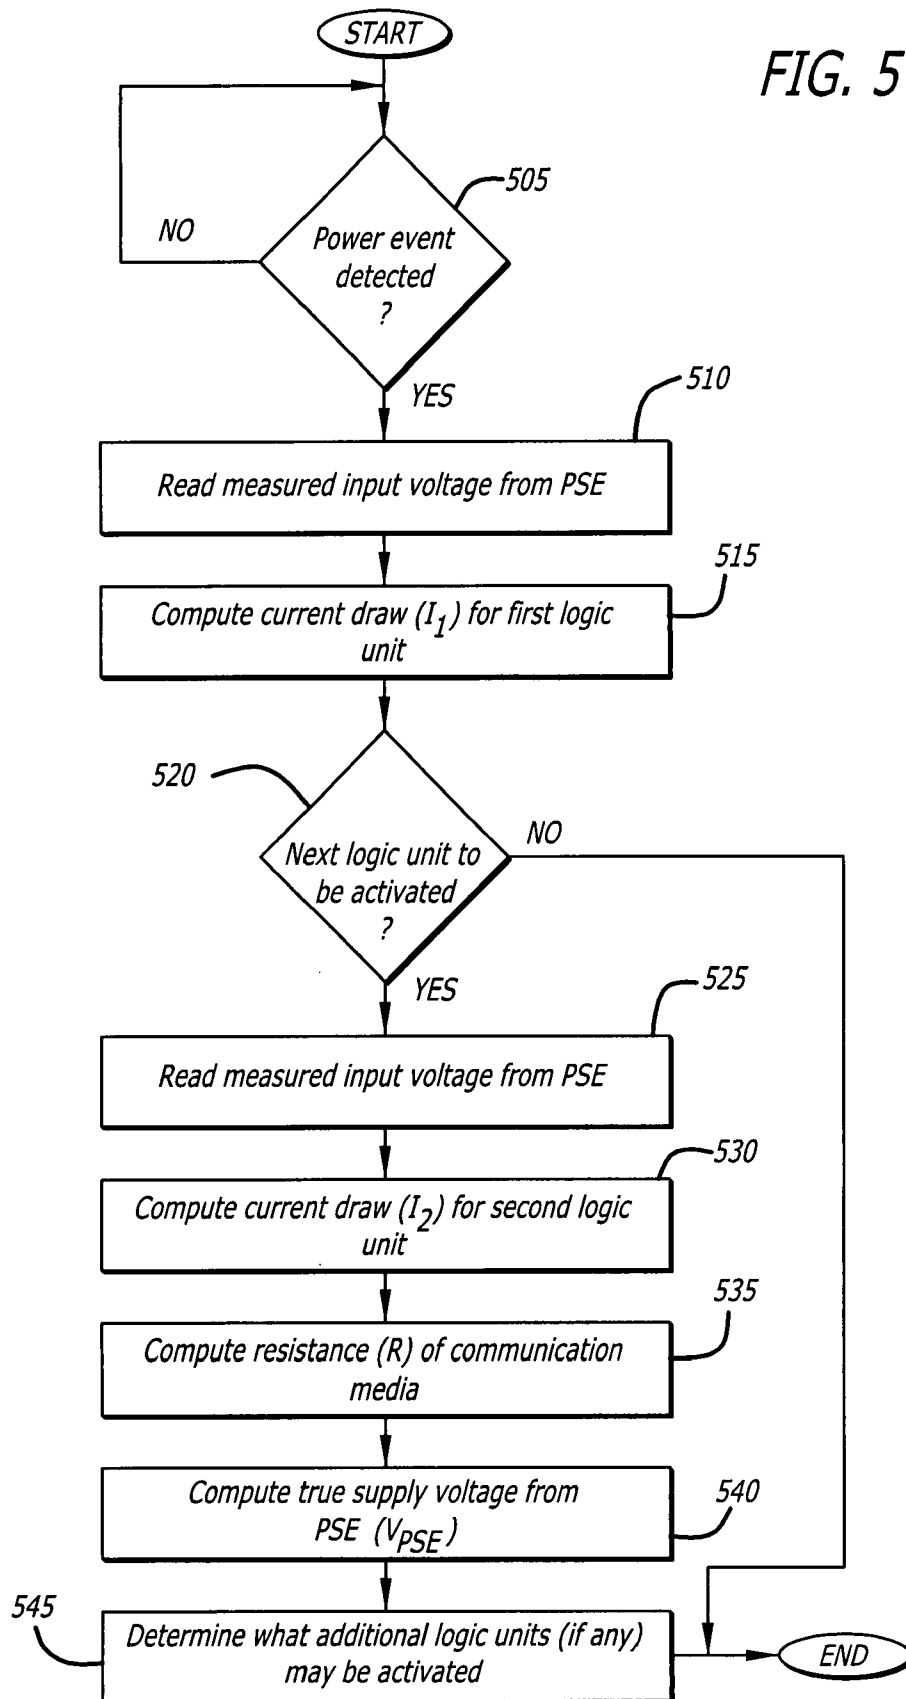 START
FIG. 5
505
NO
Power event
detected
?
YES
510
Read measured input voltage from PSE
515
Compute current draw (I1) for first logic
unit
520
NO
Next logic unit to
be activated
?
YES
525
Read measured input voltage from PSE
530
Compute current draw (I2) for second logic
unit
535
Compute resistance (R) of communication
media
540
Compute true supply voltage from
PSE (VPSE)
545
Determine what additional logic units (if any)
may be activated
END